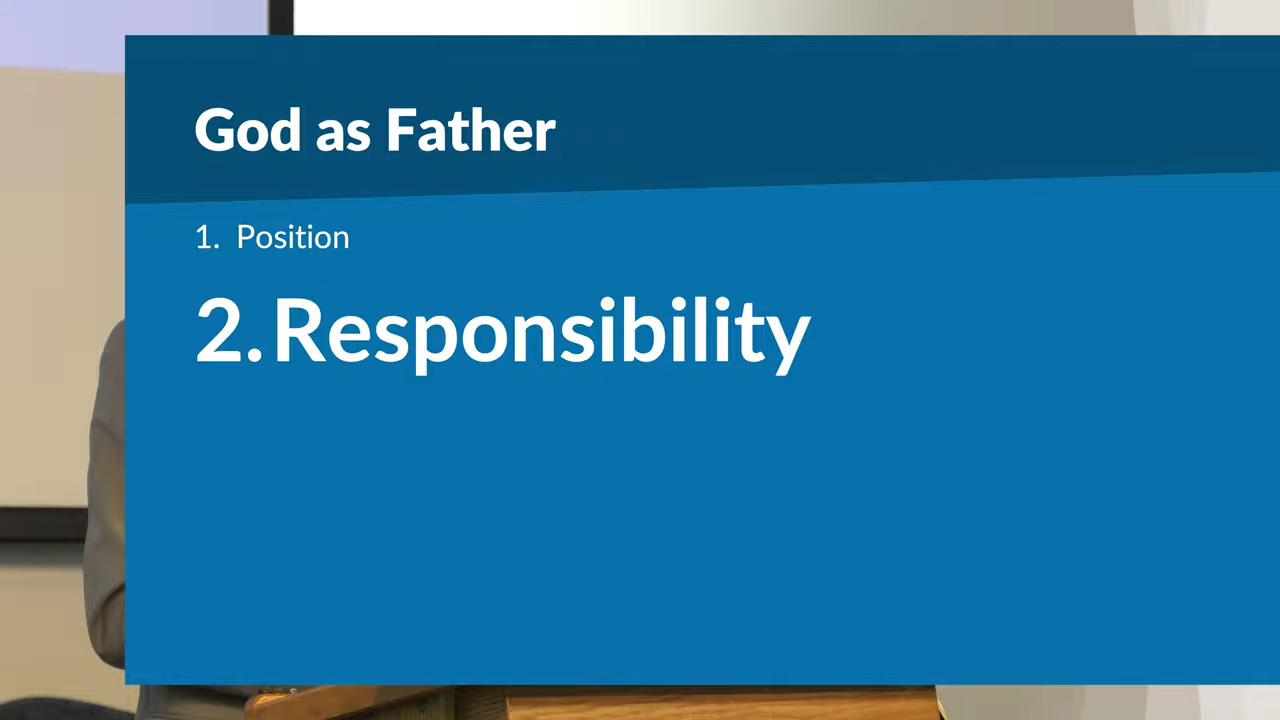 God as Father
1. Position
2. Responsibility